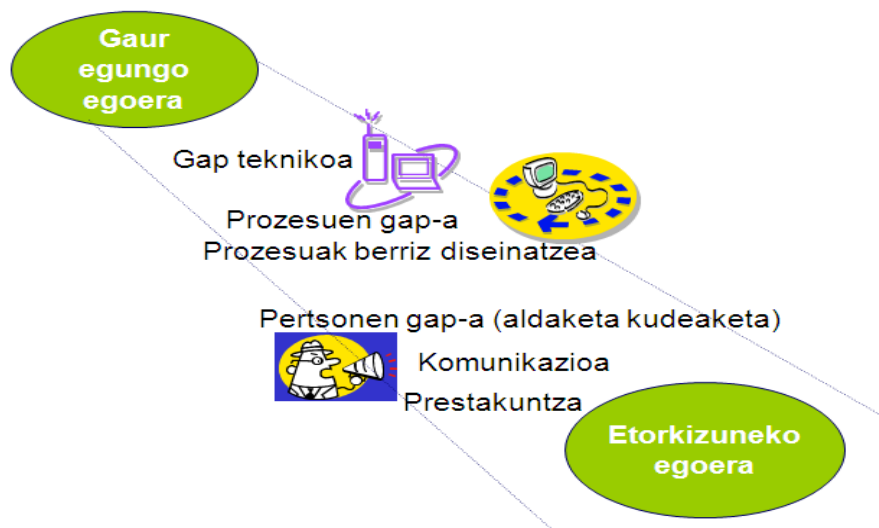 Gaur
egungo
egoera
Gap teknikoa
Prozesuen gap-a
Prozesuak berriz diseinatzea
Pertsonen gap-a (aldaketa kudeaketa)
Komunikazioa
Prestakuntza
Etorkizuneko
egoera